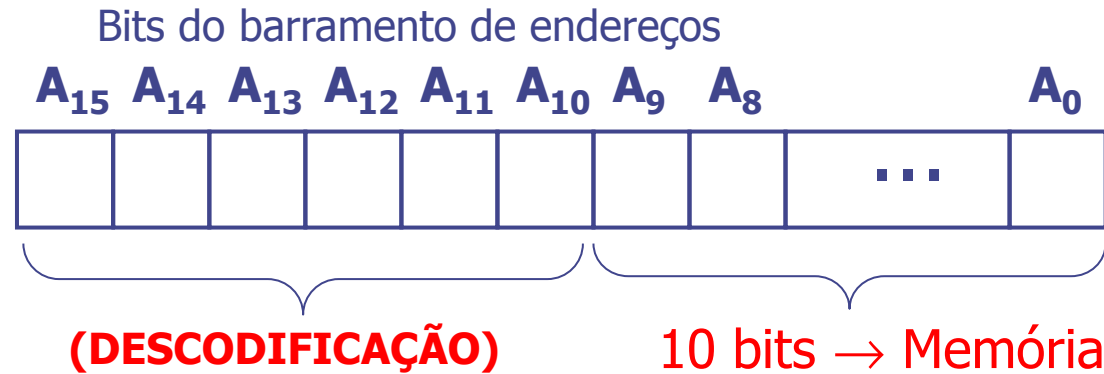 Bits do barramento de endereços
A₁₅ A₁₄ A₁₃ A₁₂ A₁₁ A₁₀ A₉ A₈ A₀
...
(DESCODIFICAÇÃO) 10 bits → Memória